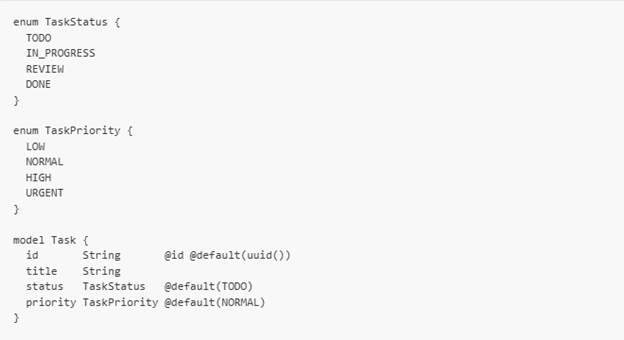 enum TaskStatus {
  TODO
  IN_PROGRESS
  REVIEW
  DONE
}

enum TaskPriority {
  LOW
  NORMAL
  HIGH
  URGENT
}

model Task {
  id       String       @id @default(uuid())
  title    String
  status   TaskStatus   @default(TODO)
  priority TaskPriority @default(NORMAL)
}